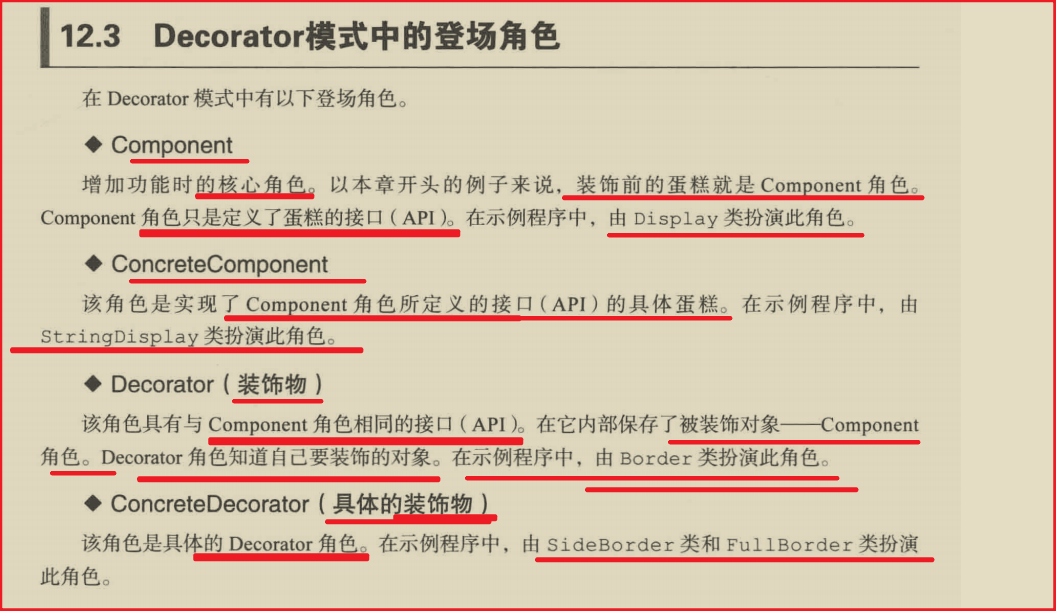 12.3 Decorator模式中的登场角色
在 Decorator 模式中有以下登场角色。
◆ Component
增加功能时的核心角色。以本章开头的例子来说，装饰前的蛋糕就是 Component 角色。
Component 角色只是定义了蛋糕的接口（API）。在示例程序中，由 Display 类扮演此角色。
◆ ConcreteComponent
该角色是实现了 Component 角色所定义的接口（API）的具体蛋糕。在示例程序中，由
StringDisplay 类扮演此角色。
◆ Decorator（装饰物）
该角色具有与 Component 角色相同的接口（API）。在它内部保存了被装饰对象——Component
角色。Decorator 角色知道自己要装饰的对象。在示例程序中，由 Border 类扮演此角色。
◆ ConcreteDecorator（具体的装饰物）
该角色是具体的 Decorator 角色。在示例程序中，由 SideBorder 类和 FullBorder 类扮演
此角色。